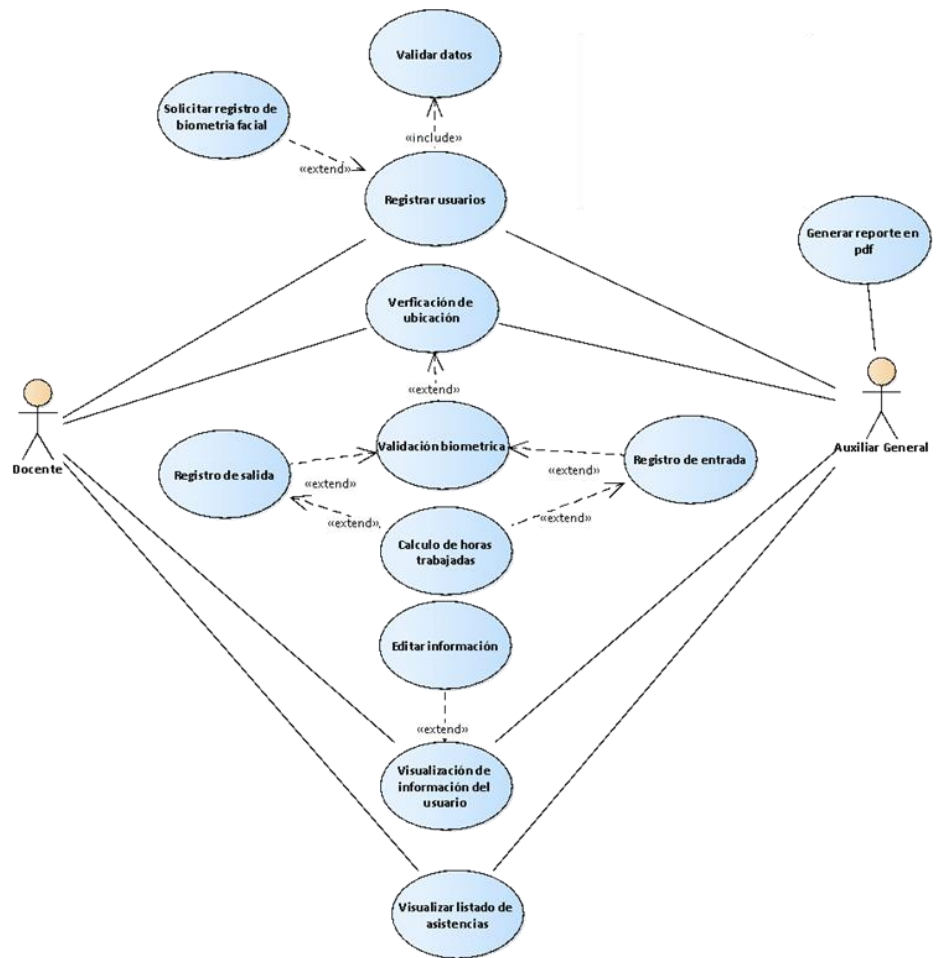 Validar datos
Solicitar registro de
biometria facial
«include»
«extend»
Registrar usuarios
Generar reporte en
pdf
Verficación de
ubicación
«extend»
Docente
Auxiliar General
Validación biometrica
Registro de salida
Registro de entrada
«extend»
«extend»
«extend»
«extend»
Calculo de horas
trabajadas
Editar información
«extend»
Visualización de
información del
usuario
Visualizar listado de
asistencias